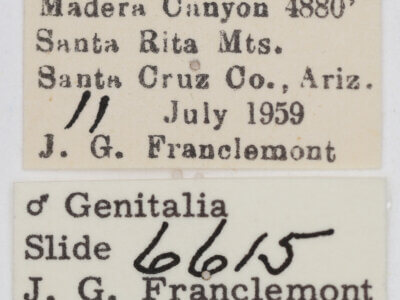 Madera Canyon 4880'
Santa Rita Mts.
Santa Cruz Co., Ariz.
11 July 1959
J. G. Franclemont
♂ Genitalia
Slide 6615
J. G. Franclemont